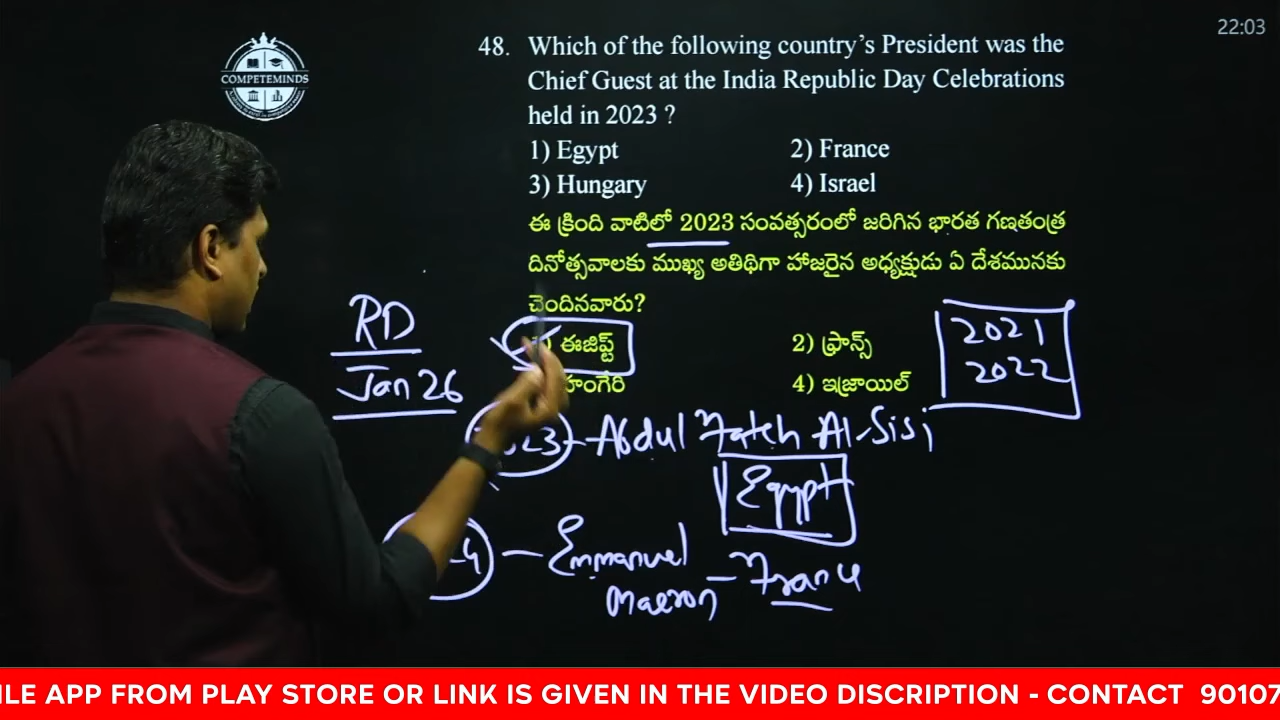 22:03
COMPETEMINDS
48. Which of the following country's President was the
Chief Guest at the India Republic Day Celebrations
held in 2023 ?
1) Egypt 2) France
3) Hungary 4) Israel
ఈ క్రింది వాటిలో 2023 సంవత్సరంలో జరిగిన భారత గణతంత్ర
దినోత్సవాలకు ముఖ్య అతిథిగా హాజరైన అధ్యక్షుడు ఏ దేశమునకు
చెందినవారు?
ఈజిప్ట్ 2) ఫ్రాన్స్
హంగేరి 4) ఇజ్రాయిల్
RD
Jan 26
2021
2022
Abdul Fateh Al-Sisi
Egypt
Emmanuel
Macron - France
ILE APP FROM PLAY STORE OR LINK IS GIVEN IN THE VIDEO DISCRIPTION - CONTACT 90107